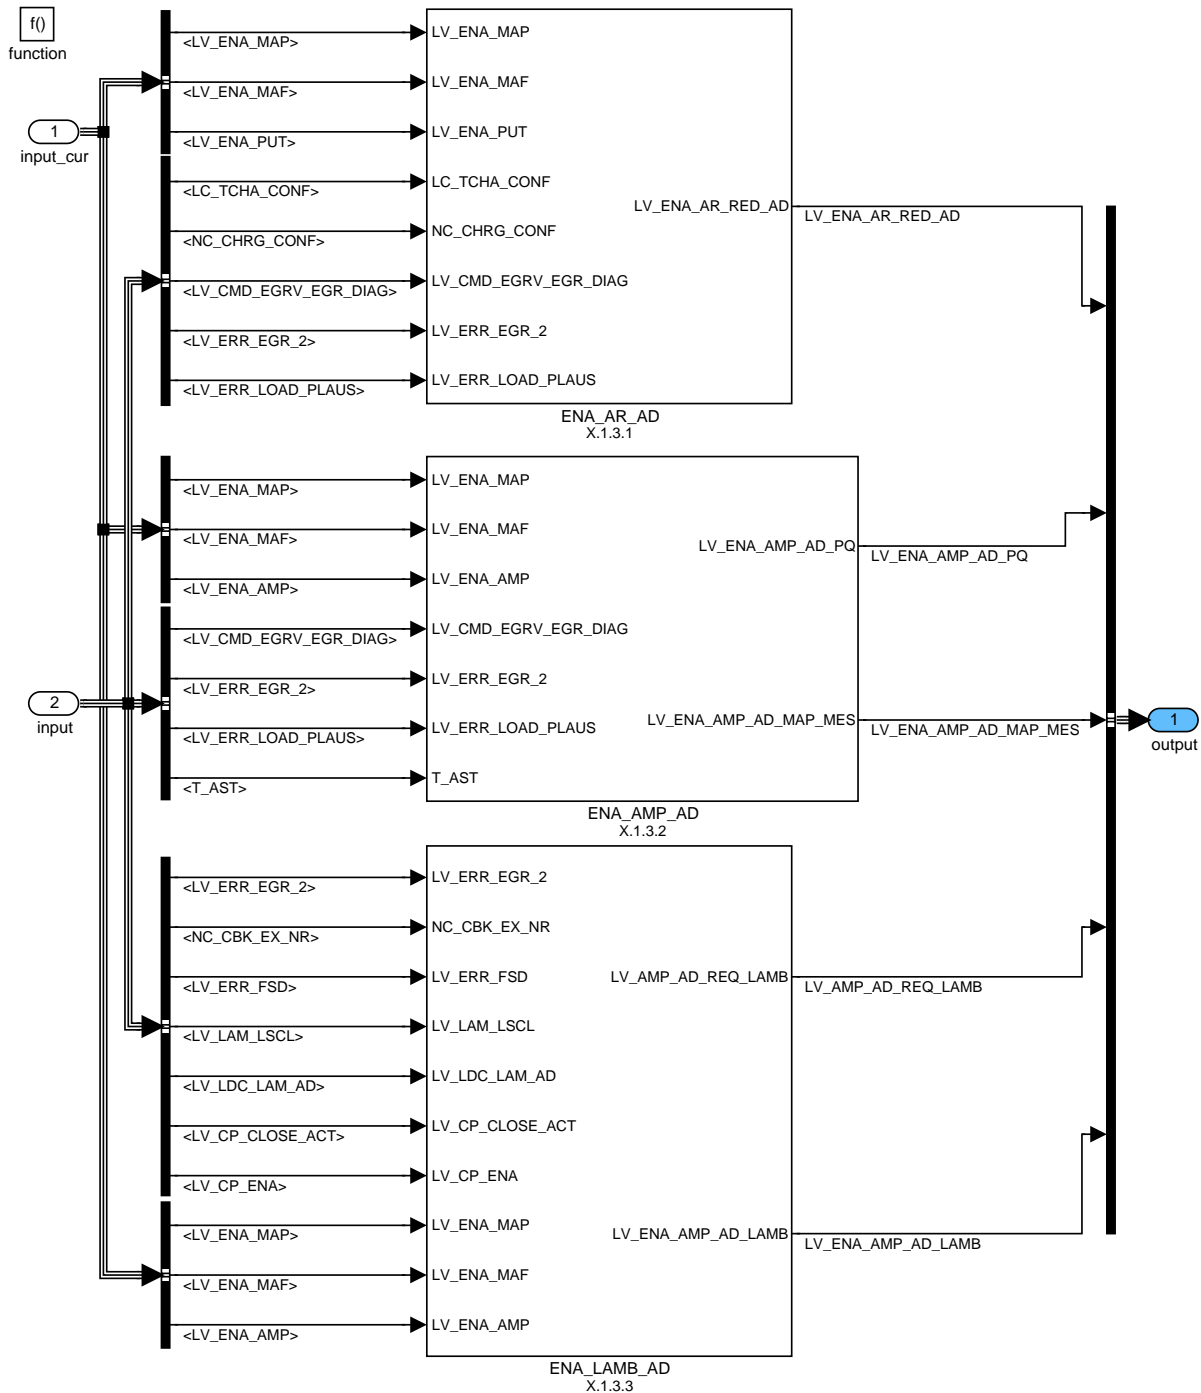 f()
function
1
input_cur
2
input
<LV_ENA_MAP>
<LV_ENA_MAF>
<LV_ENA_PUT>
<LC_TCHA_CONF>
<NC_CHRG_CONF>
<LV_CMD_EGRV_EGR_DIAG>
<LV_ERR_EGR_2>
<LV_ERR_LOAD_PLAUS>
LV_ENA_MAP
LV_ENA_MAF
LV_ENA_PUT
LC_TCHA_CONF
NC_CHRG_CONF
LV_CMD_EGRV_EGR_DIAG
LV_ERR_EGR_2
LV_ERR_LOAD_PLAUS
LV_ENA_AR_RED_AD
LV_ENA_AR_RED_AD
ENA_AR_AD
X.1.3.1
<LV_ENA_MAP>
<LV_ENA_MAF>
<LV_ENA_AMP>
<LV_CMD_EGRV_EGR_DIAG>
<LV_ERR_EGR_2>
<LV_ERR_LOAD_PLAUS>
<T_AST>
LV_ENA_MAP
LV_ENA_MAF
LV_ENA_AMP
LV_CMD_EGRV_EGR_DIAG
LV_ERR_EGR_2
LV_ERR_LOAD_PLAUS
T_AST
LV_ENA_AMP_AD_PQ
LV_ENA_AMP_AD_PQ
LV_ENA_AMP_AD_MAP_MES
LV_ENA_AMP_AD_MAP_MES
ENA_AMP_AD
X.1.3.2
<LV_ERR_EGR_2>
<NC_CBK_EX_NR>
<LV_ERR_FSD>
<LV_LAM_LSCL>
<LV_LDC_LAM_AD>
<LV_CP_CLOSE_ACT>
<LV_CP_ENA>
<LV_ENA_MAP>
<LV_ENA_MAF>
<LV_ENA_AMP>
LV_ERR_EGR_2
NC_CBK_EX_NR
LV_ERR_FSD
LV_LAM_LSCL
LV_LDC_LAM_AD
LV_CP_CLOSE_ACT
LV_CP_ENA
LV_ENA_MAP
LV_ENA_MAF
LV_ENA_AMP
LV_AMP_AD_REQ_LAMB
LV_AMP_AD_REQ_LAMB
LV_ENA_AMP_AD_LAMB
LV_ENA_AMP_AD_LAMB
ENA_LAMB_AD
X.1.3.3
1
output